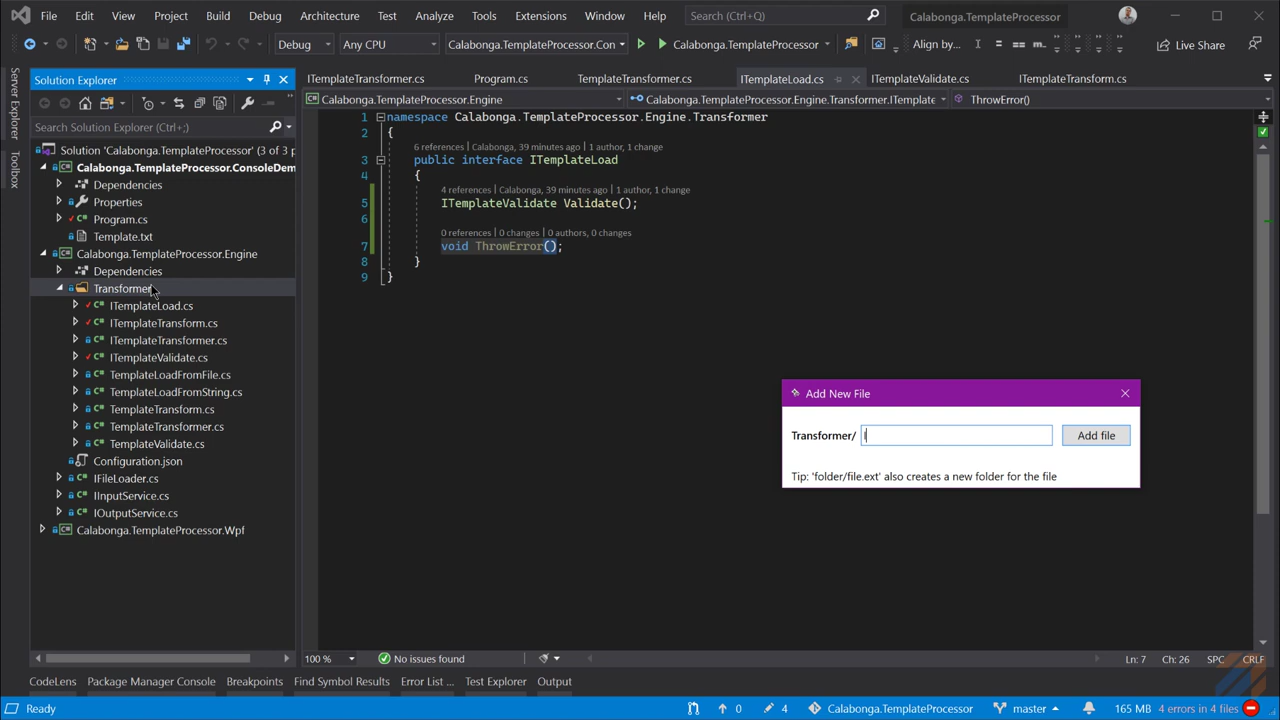 File Edit View Project Build Debug Architecture Test Analyze Tools Extensions Window Help Search (Ctrl+Q) Calabonga.TemplateProcessor
Debug Any CPU Calabonga.TemplateProcessor.Con Calabonga.TemplateProcessor Align by... Live Share
Server Explorer
Toolbox
Solution Explorer
Search Solution Explorer (Ctrl+;)
Solution 'Calabonga.TemplateProcessor' (3 of 3 p
Calabonga.TemplateProcessor.ConsoleDem
Dependencies
Properties
C# Program.cs
Template.txt
Calabonga.TemplateProcessor.Engine
Dependencies
Transformer
C# ITemplateLoad.cs
C# ITemplateTransform.cs
C# ITemplateTransformer.cs
C# ITemplateValidate.cs
C# TemplateLoadFromFile.cs
C# TemplateLoadFromString.cs
C# TemplateTransform.cs
C# TemplateTransformer.cs
C# TemplateValidate.cs
Configuration.json
C# IFileLoader.cs
C# IInputService.cs
C# IOutputService.cs
Calabonga.TemplateProcessor.Wpf
ITemplateTransformer.cs Program.cs TemplateTransformer.cs ITemplateLoad.cs ITemplateValidate.cs ITemplateTransform.cs
Calabonga.TemplateProcessor.Engine Calabonga.TemplateProcessor.Engine.Transformer.ITemplate ThrowError()
1 namespace Calabonga.TemplateProcessor.Engine.Transformer
2 {
6 references | Calabonga, 39 minutes ago | 1 author, 1 change
3 public interface ITemplateLoad
4 {
4 references | Calabonga, 39 minutes ago | 1 author, 1 change
5 ITemplateValidate Validate();
6
0 references | 0 changes | 0 authors, 0 changes
7 void ThrowError();
8 }
9 }
Add New File
Transformer/ I Add file
Tip: 'folder/file.ext' also creates a new folder for the file
100 % No issues found Ln: 7 Ch: 26 SPC CRLF
CodeLens Package Manager Console Breakpoints Find Symbol Results Error List ... Test Explorer Output
Ready 0 4 Calabonga.TemplateProcessor master 165 MB 4 errors in 4 files